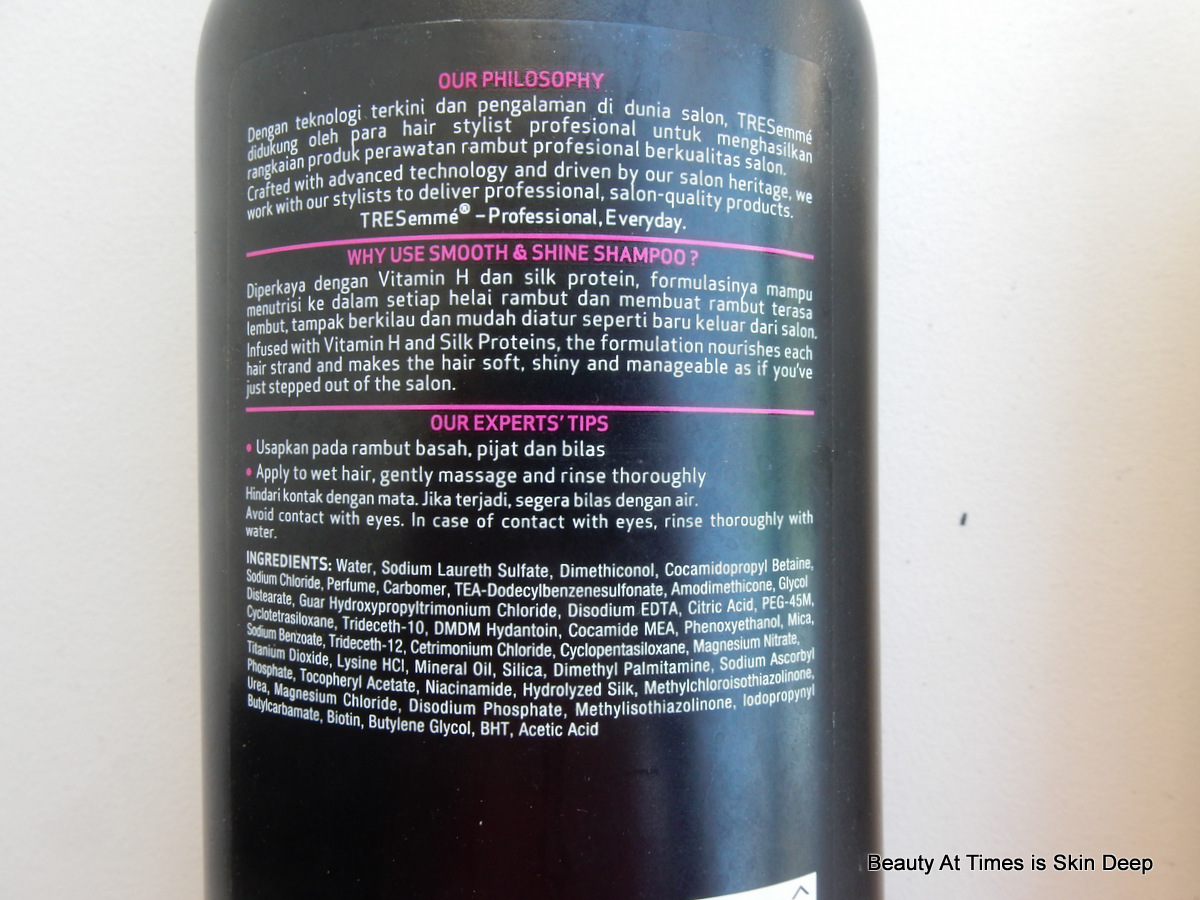 OUR PHILOSOPHY
Dengan teknologi terkini dan pengalaman di dunia salon, TRESemmé
didukung oleh para hair stylist profesional untuk menghasilkan
rangkaian produk perawatan rambut profesional berkualitas salon.
Crafted with advanced technology and driven by our salon heritage, we
work with our stylists to deliver professional, salon-quality products.
TRESemmé® – Professional, Everyday.
WHY USE SMOOTH & SHINE SHAMPOO ?
Diperkaya dengan Vitamin H dan silk protein, formulasinya mampu
menutrisi ke dalam setiap helai rambut dan membuat rambut terasa
lembut, tampak berkilau dan mudah diatur seperti baru keluar dari salon.
Infused with Vitamin H and Silk Proteins, the formulation nourishes each
hair strand and makes the hair soft, shiny and manageable as if you've
just stepped out of the salon.
OUR EXPERTS' TIPS
• Usapkan pada rambut basah, pijat dan bilas
• Apply to wet hair, gently massage and rinse thoroughly
Hindari kontak dengan mata. Jika terjadi, segera bilas dengan air.
Avoid contact with eyes. In case of contact with eyes, rinse thoroughly with
water.
INGREDIENTS: Water, Sodium Laureth Sulfate, Dimethiconol, Cocamidopropyl Betaine,
Sodium Chloride, Perfume, Carbomer, TEA-Dodecylbenzenesulfonate, Amodimethicone, Glycol
Distearate, Guar Hydroxypropyltrimonium Chloride, Disodium EDTA, Citric Acid, PEG-45M,
Cyclotetrasiloxane, Trideceth-10, DMDM Hydantoin, Cocamide MEA, Phenoxyethanol, Mica,
Sodium Benzoate, Trideceth-12, Cetrimonium Chloride, Cyclopentasiloxane, Magnesium Nitrate,
Titanium Dioxide, Lysine HCl, Mineral Oil, Silica, Dimethyl Palmitamine, Sodium Ascorbyl
Phosphate, Tocopheryl Acetate, Niacinamide, Hydrolyzed Silk, Methylchloroisothiazolinone,
Urea, Magnesium Chloride, Disodium Phosphate, Methylisothiazolinone, Iodopropynyl
Butylcarbamate, Biotin, Butylene Glycol, BHT, Acetic Acid
Beauty At Times is Skin Deep